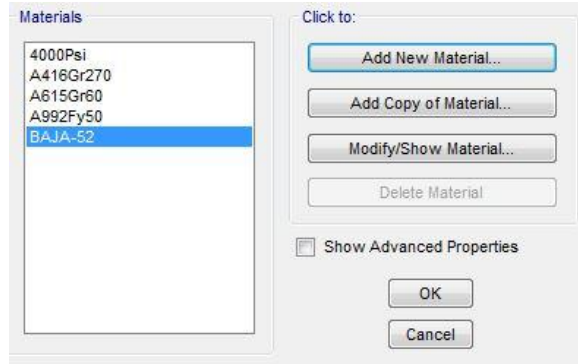 Materials
4000Psi
A416Gr270
A615Gr60
A992Fy50
BAJA-52
Click to:
Add New Material...
Add Copy of Material...
Modify/Show Material...
Delete Material
Show Advanced Properties
OK
Cancel